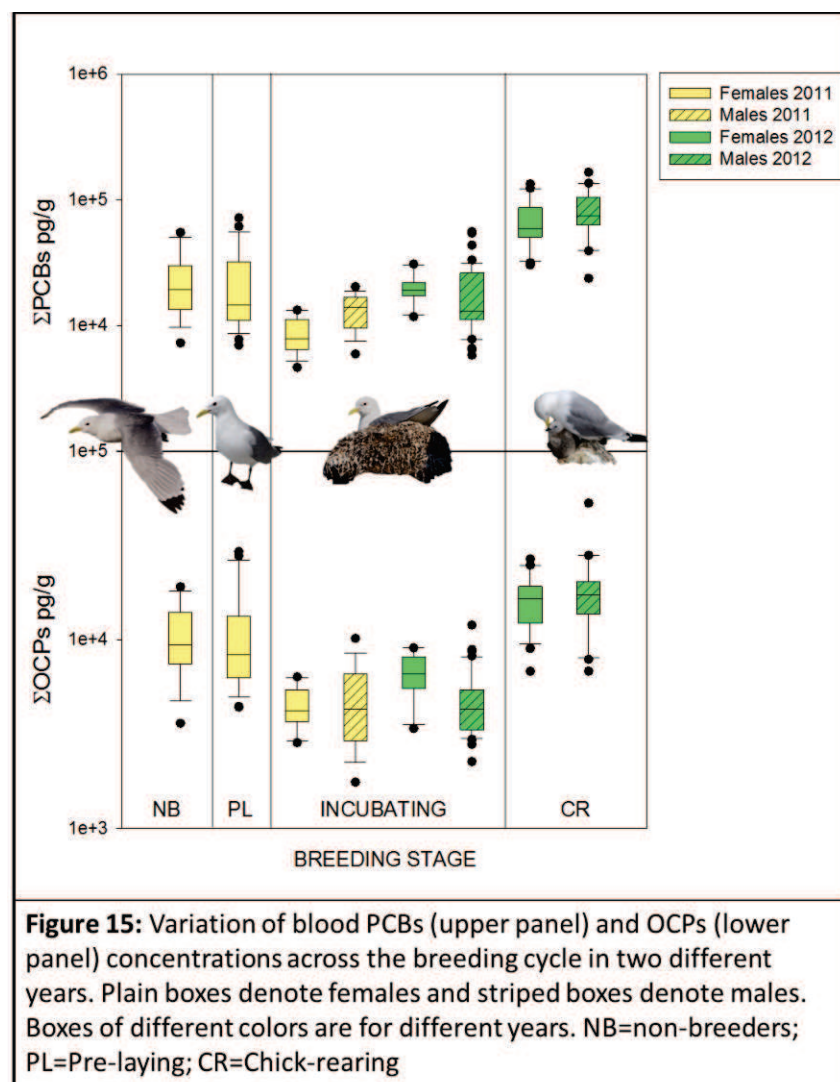 1e+6
Females 2011
Males 2011
Females 2012
Males 2012
1e+5
ΣPCBs pg/g
1e+4
1e+5
ΣOCPs pg/g
1e+4
NB PL INCUBATING CR
1e+3
BREEDING STAGE
Figure 15: Variation of blood PCBs (upper panel) and OCPs (lower
panel) concentrations across the breeding cycle in two different
years. Plain boxes denote females and striped boxes denote males.
Boxes of different colors are for different years. NB=non-breeders;
PL=Pre-laying; CR=Chick-rearing